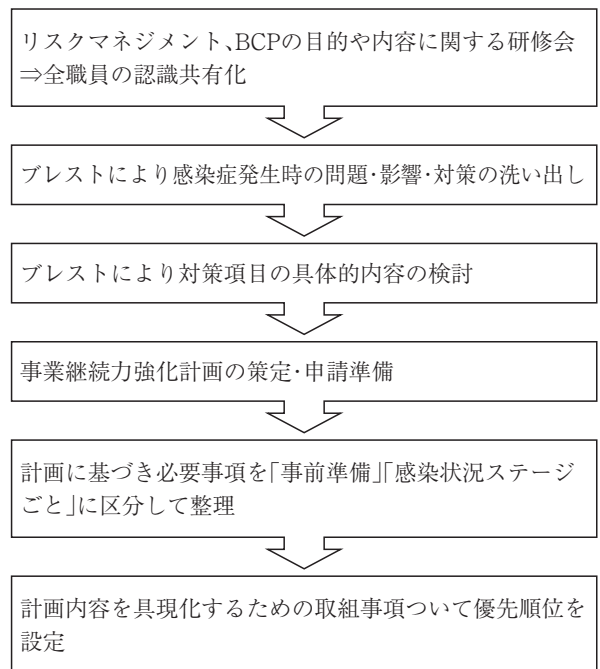 リスクマネジメント、BCPの目的や内容に関する研修会
⇒全職員の認識共有化
ブレストにより感染症発生時の問題・影響・対策の洗い出し
ブレストにより対策項目の具体的内容の検討
事業継続力強化計画の策定・申請準備
計画に基づき必要事項を「事前準備」「感染状況ステージ
ごと」に区分して整理
計画内容を具現化するための取組事項ついて優先順位を
設定